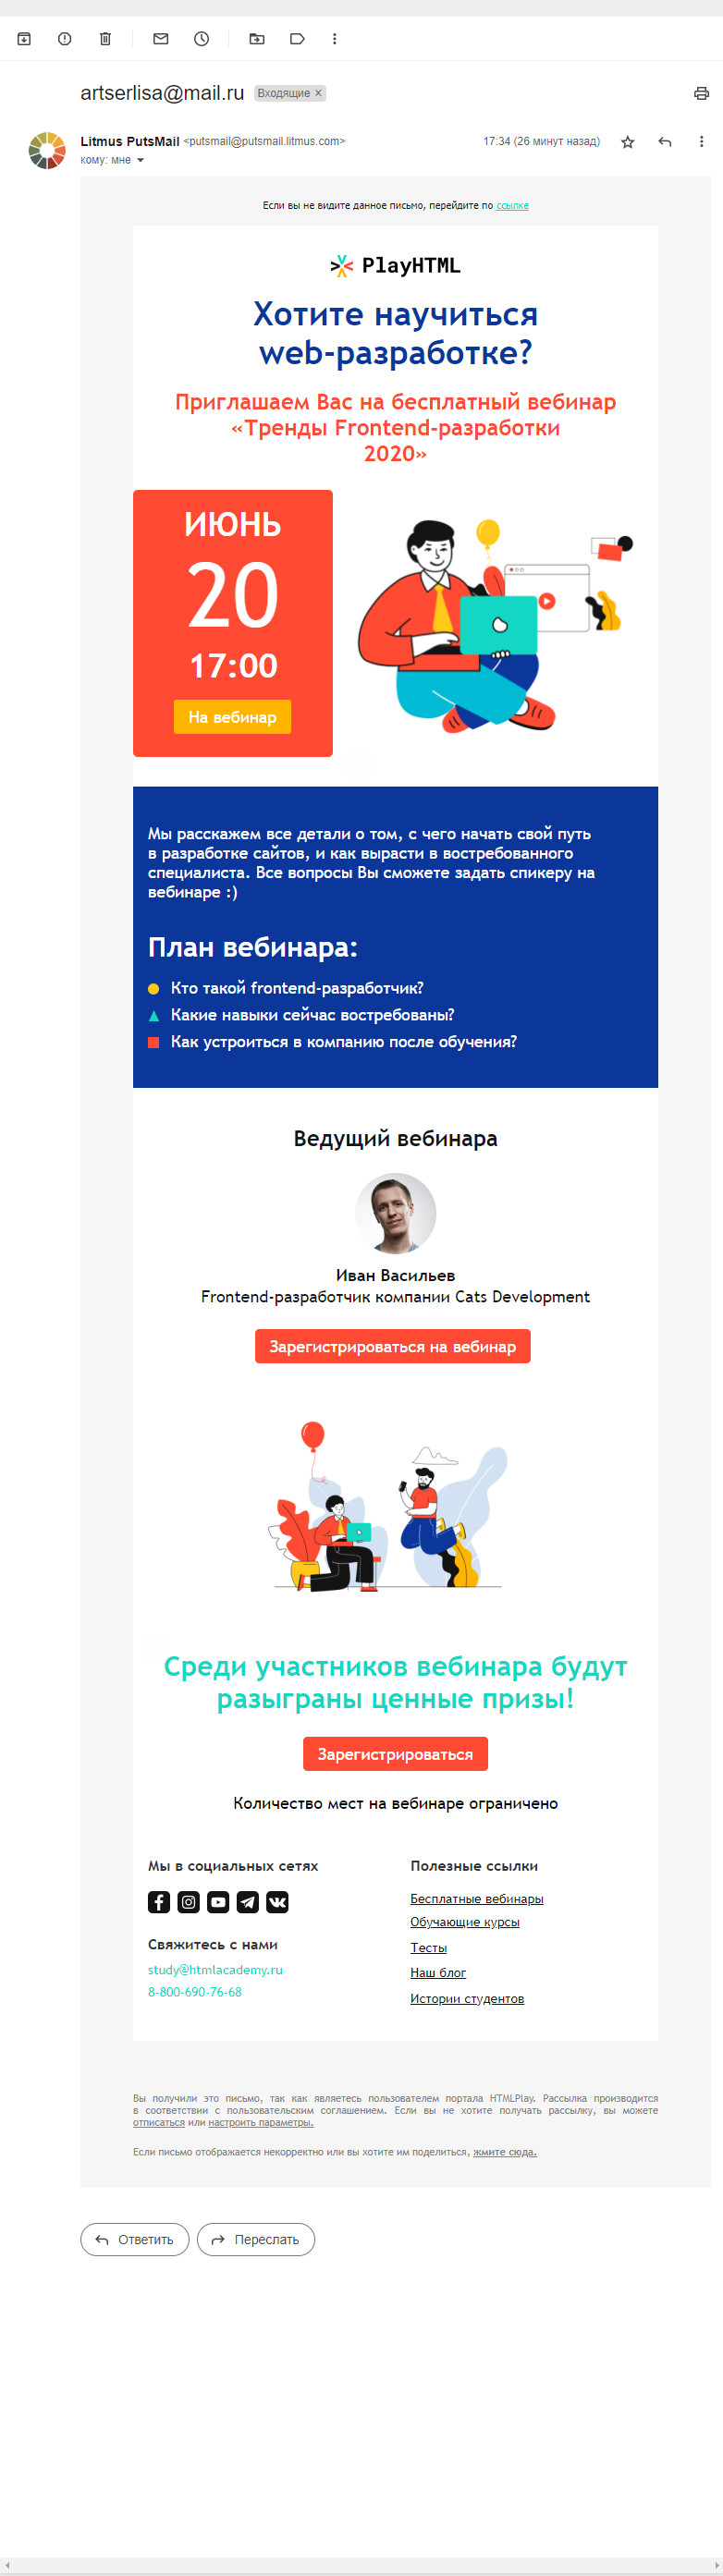 artserlisa@mail.ru Входящие ×
Litmus PutsMail <putsmail@putsmail.litmus.com> 17:34 (26 минут назад)
кому: мне
Если вы не видите данное письмо, перейдите по ссылке
PlayHTML
Хотите научиться
web-разработке?
Приглашаем Вас на бесплатный вебинар
«Тренды Frontend-разработки
2020»
ИЮНЬ
20
17:00
На вебинар
Мы расскажем все детали о том, с чего начать свой путь
в разработке сайтов, и как вырасти в востребованного
специалиста. Все вопросы Вы сможете задать спикеру на
вебинаре :)
План вебинара:
Кто такой frontend-разработчик?
Какие навыки сейчас востребованы?
Как устроиться в компанию после обучения?
Ведущий вебинара
Иван Васильев
Frontend-разработчик компании Cats Development
Зарегистрироваться на вебинар
Среди участников вебинара будут
разыграны ценные призы!
Зарегистрироваться
Количество мест на вебинаре ограничено
Мы в социальных сетях
Свяжитесь с нами
study@htmlacademy.ru
8-800-690-76-68
Полезные ссылки
Бесплатные вебинары
Обучающие курсы
Тесты
Наш блог
Истории студентов
Вы получили это письмо, так как являетесь пользователем портала HTMLPlay. Рассылка производится
в соответствии с пользовательским соглашением. Если вы не хотите получать рассылку, вы можете
отписаться или настроить параметры.
Если письмо отображается некорректно или вы хотите им поделиться, жмите сюда.
Ответить
Переслать